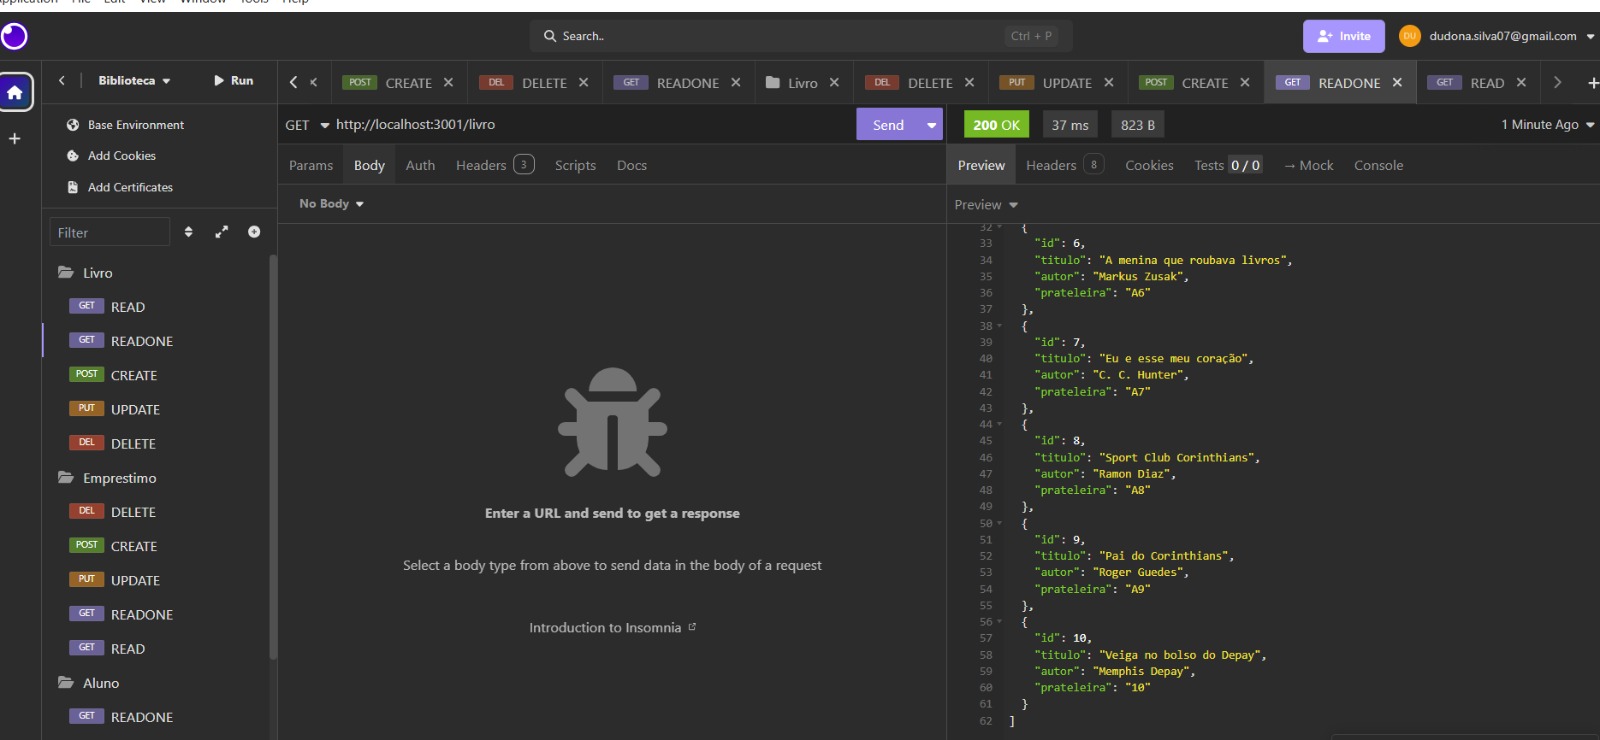 Application File Edit View Window Tools Help
Search.. Ctrl + P
Invite
DU dudona.silva07@gmail.com
Biblioteca Run
POST CREATE
DEL DELETE
GET READONE
Livro
DEL DELETE
PUT UPDATE
POST CREATE
GET READONE
GET READ
Base Environment
Add Cookies
Add Certificates
Filter
Livro
GET READ
GET READONE
POST CREATE
PUT UPDATE
DEL DELETE
Emprestimo
DEL DELETE
POST CREATE
PUT UPDATE
GET READONE
GET READ
Aluno
GET READONE
GET http://localhost:3001/livro
Send
Params Body Auth Headers 3 Scripts Docs
No Body
Enter a URL and send to get a response
Select a body type from above to send data in the body of a request
Introduction to Insomnia
200 OK 37 ms 823 B 1 Minute Ago
Preview Headers 8 Cookies Tests 0 / 0 → Mock Console
Preview
32 {
33 "id": 6,
34 "titulo": "A menina que roubava livros",
35 "autor": "Markus Zusak",
36 "prateleira": "A6"
37 },
38 {
39 "id": 7,
40 "titulo": "Eu e esse meu coração",
41 "autor": "C. C. Hunter",
42 "prateleira": "A7"
43 },
44 {
45 "id": 8,
46 "titulo": "Sport Club Corinthians",
47 "autor": "Ramon Diaz",
48 "prateleira": "A8"
49 },
50 {
51 "id": 9,
52 "titulo": "Pai do Corinthians",
53 "autor": "Roger Guedes",
54 "prateleira": "A9"
55 },
56 {
57 "id": 10,
58 "titulo": "Veiga no bolso do Depay",
59 "autor": "Memphis Depay",
60 "prateleira": "10"
61 }
62 ]